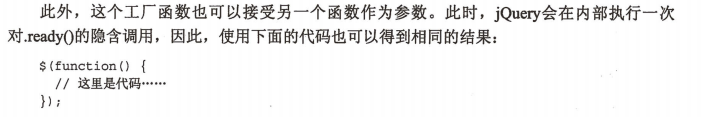 此外，这个工厂函数也可以接受另一个函数作为参数。此时，jQuery会在内部执行一次
对.ready()的隐含调用，因此，使用下面的代码也可以得到相同的结果：
$(function() {
  // 这里是代码……
});